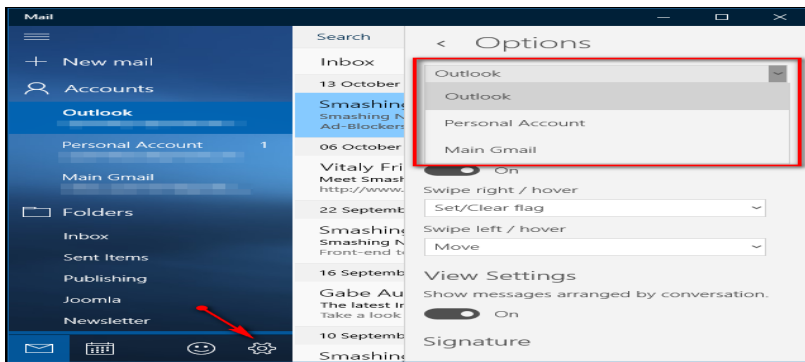 Mail
New mail
Accounts
Outlook
Personal Account 1
Main Gmail
Folders
Inbox
Sent Items
Publishing
Joomla
Newsletter
Search
Inbox
13 October
Smashing
Smashing N
Ad-Blockers
06 October
Vitaly Fri
Meet Smash
http://www.
22 Septemb
Smashing
Smashing N
Front-end t
16 Septemb
Gabe Au
The latest Ir
Take a look
10 Septemb
Smashing
< Options
Outlook
Outlook
Personal Account
Main Gmail
On
Swipe right / hover
Set/Clear flag
Swipe left / hover
Move
View Settings
Show messages arranged by conversation.
On
Signature